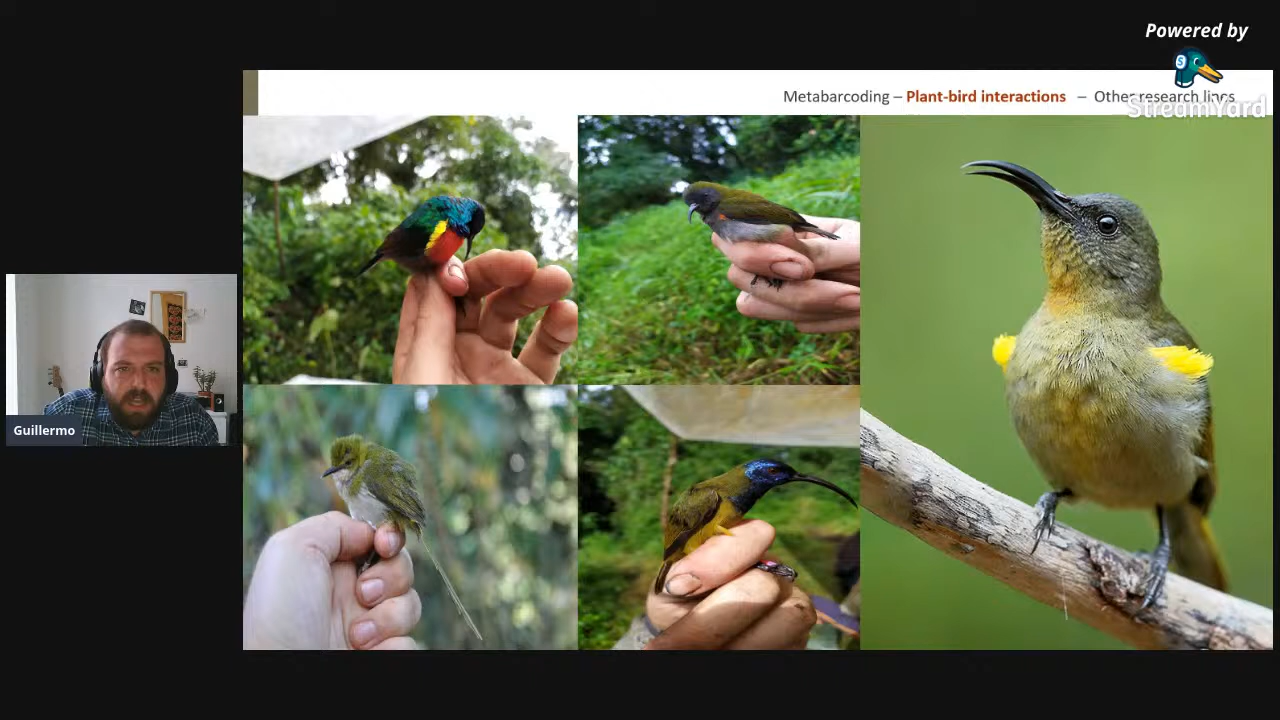 Powered by
StreamYard
Metabarcoding – Plant-bird interactions – Other research lines
Guillermo